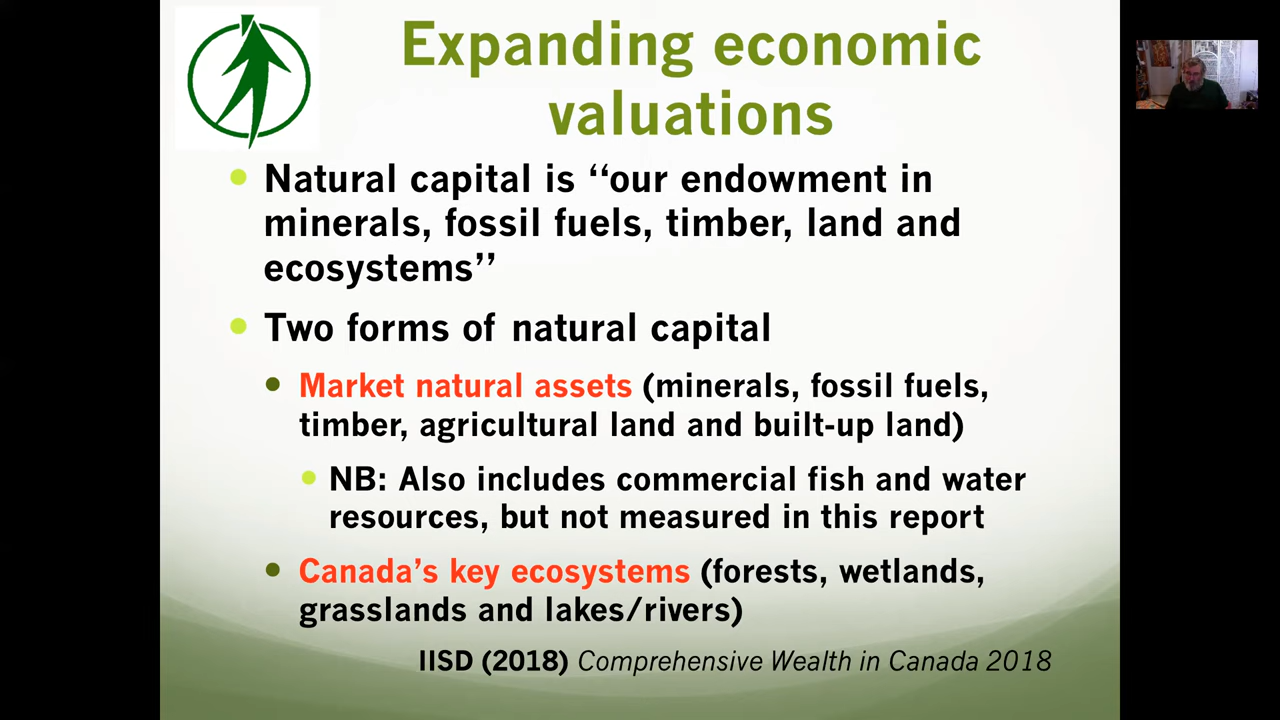 Expanding economic
valuations
Natural capital is ‘‘our endowment in
minerals, fossil fuels, timber, land and
ecosystems’’
Two forms of natural capital
Market natural assets (minerals, fossil fuels,
timber, agricultural land and built-up land)
NB: Also includes commercial fish and water
resources, but not measured in this report
Canada’s key ecosystems (forests, wetlands,
grasslands and lakes/rivers)
IISD (2018) Comprehensive Wealth in Canada 2018